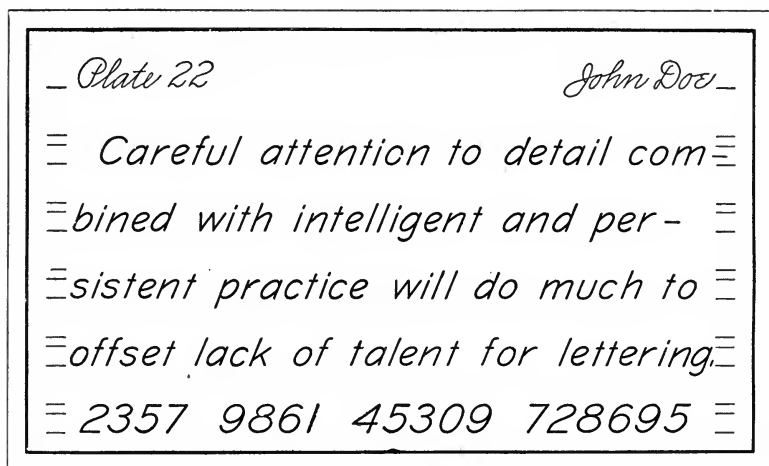 Plate 22 John Doe
Careful attention to detail com-
bined with intelligent and per-
sistent practice will do much to
offset lack of talent for lettering.
2357 9861 45309 728695